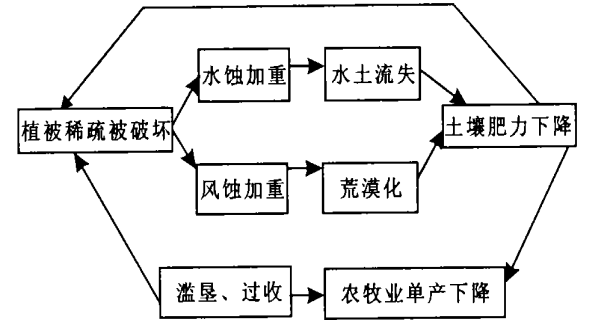 水蚀加重
水土流失
植被稀疏被破坏
土壤肥力下降
风蚀加重
荒漠化
滥垦、过收
农牧业单产下降